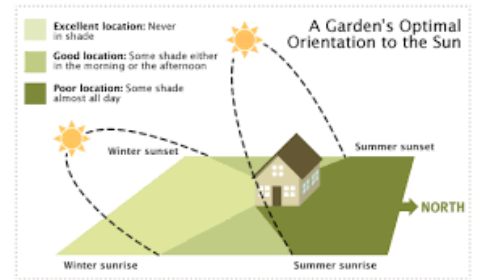 A Garden's Optimal
Orientation to the Sun
Excellent location: Never
in shade
Good location: Some shade either
in the morning or the afternoon
Poor location: Some shade
almost all day
Winter sunset
Summer sunset
NORTH
Winter sunrise
Summer sunrise